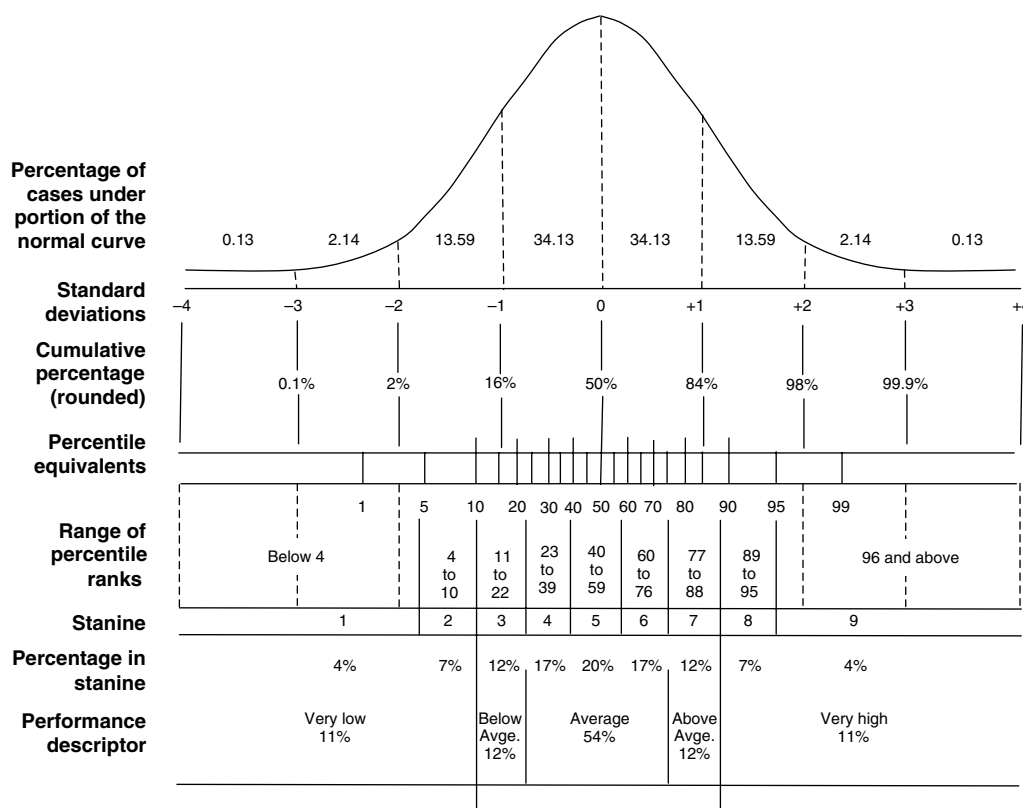 Percentage of
cases under
portion of the
normal curve
0.13 2.14 13.59 34.13 34.13 13.59 2.14 0.13
Standard
deviations
–4 –3 –2 –1 0 +1 +2 +3
Cumulative
percentage
(rounded)
0.1% 2% 16% 50% 84% 98% 99.9%
Percentile
equivalents
1 5 10 20 30 40 50 60 70 80 90 95 99
Range of
percentile
ranks
Below 4
4
to
10
11
to
22
23
to
39
40
to
59
60
to
76
77
to
88
89
to
95
96 and above
Stanine
1 2 3 4 5 6 7 8 9
Percentage in
stanine
4% 7% 12% 17% 20% 17% 12% 7% 4%
Performance
descriptor
Very low
11%
Below
Avge.
12%
Average
54%
Above
Avge.
12%
Very high
11%